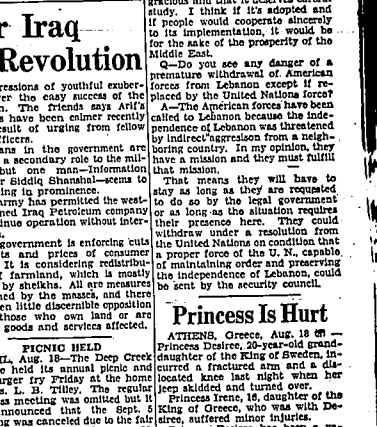 r Iraq
Revolution
ressions of youthful exuber-
er the easy success of the
n. The friends says Arif's
s have been calmer recently
sult of urging from fellow
fficers.
ans in the government are
a secondary role to the mil-
but one man—Information
r Siddiq Shanshal—seems to
ing in prominence.
army has permitted the west-
ned Iraq Petroleum company
inue operation without inter-
government is enforcing cuts
ts and prices of consumer
It is considering redistribu-
f farmland, which is mostly
by sheikhs. All are measures
ned by the masses, and there
en little discernible opposition
those who own land or are
goods and services affected.
PICNIC HELD
IL, Aug. 18—The Deep Creek
e held its annual picnic and
urger fry Friday at the home
s. L. B. Tilley. The regular
ss meeting was omitted but it
announced that the Sept. 5
ng was canceled due to the fair
gracious and that it deserves careful
study. I think if it's adopted and
if people would cooperate sincerely
to its implementation, it would be
for the sake of the prosperity of the
Middle East.
Q—Do you see any danger of a
premature withdrawal of American
forces from Lebanon except if re-
placed by the United Nations force?
A—The American forces have been
called to Lebanon because the inde-
pendence of Lebanon was threatened
by indirect aggression from a neigh-
boring country. In my opinion, they
have a mission and they must fulfill
that mission.
That means they will have to
stay as long as they are requested
to do so by the legal government
or as long as the situation requires
their presence here. They could
withdraw under a resolution from
the United Nations on condition that
a proper force of the U. N., capable
of maintaining order and preserving
the independence of Lebanon, could
be sent by the security council.
Princess Is Hurt
ATHENS, Greece, Aug. 18 (P) —
Princess Desiree, 20-year-old grand-
daughter of the King of Sweden, in-
curred a fractured arm and a dis-
located knee last night when her
jeep skidded and turned over.
Princess Irene, 16, daughter of the
King of Greece, who was with De-
siree, suffered minor injuries.